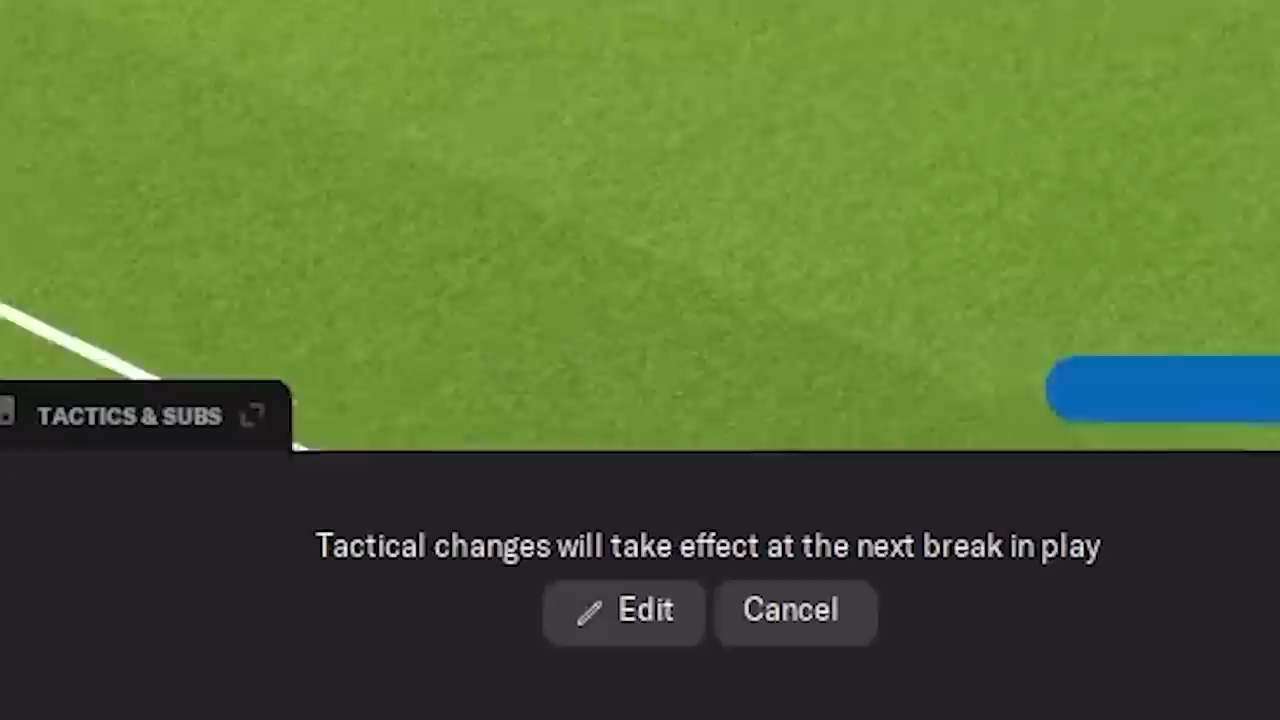 TACTICS & SUBS
Tactical changes will take effect at the next break in play
Edit
Cancel